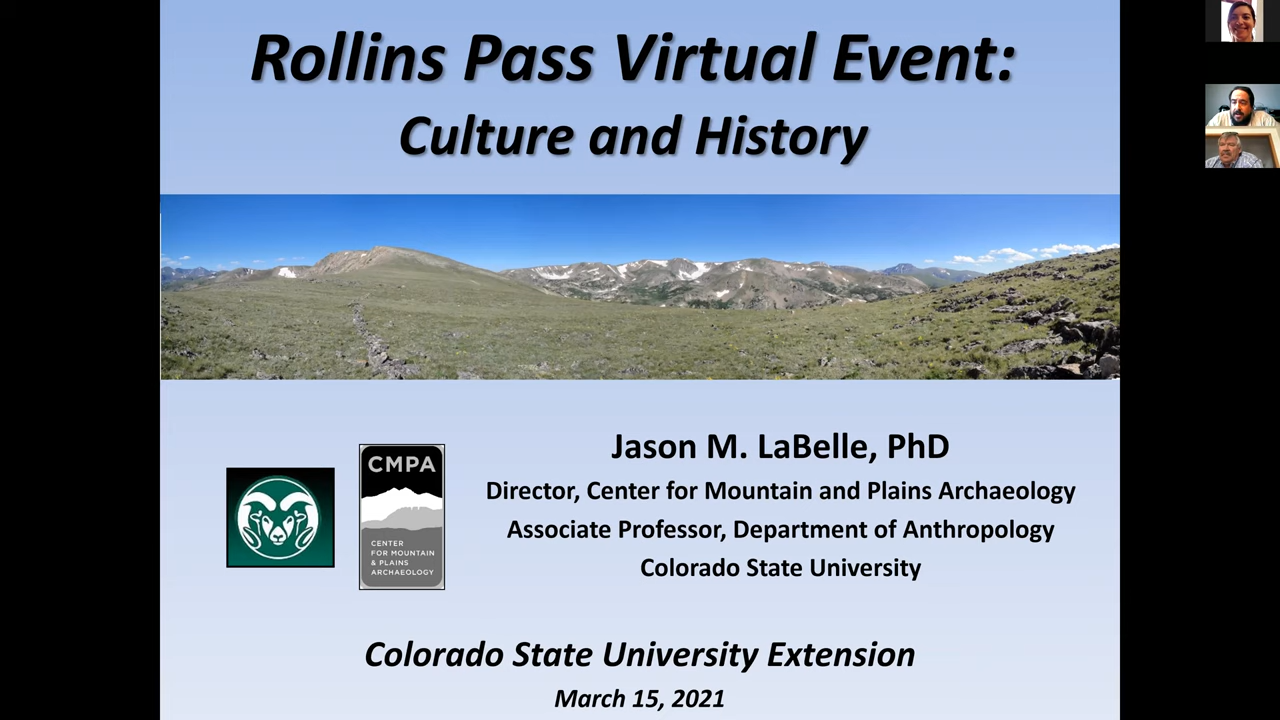 Rollins Pass Virtual Event:
Culture and History
Jason M. LaBelle, PhD
Director, Center for Mountain and Plains Archaeology
Associate Professor, Department of Anthropology
Colorado State University
CMPA
CENTER
FOR MOUNTAIN
& PLAINS
ARCHAEOLOGY
Colorado State University Extension
March 15, 2021